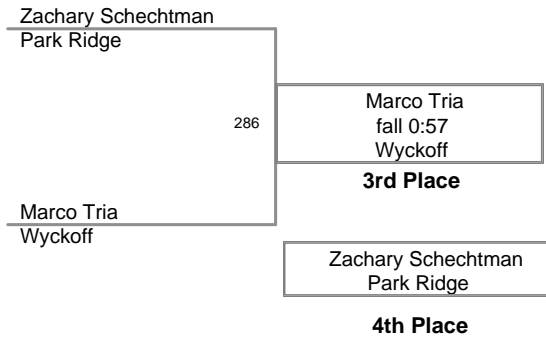 Zachary Schechtman
Park Ridge
286
Marco Tria
fall 0:57
Wyckoff
3rd Place
Marco Tria
Wyckoff
Zachary Schechtman
Park Ridge
4th Place